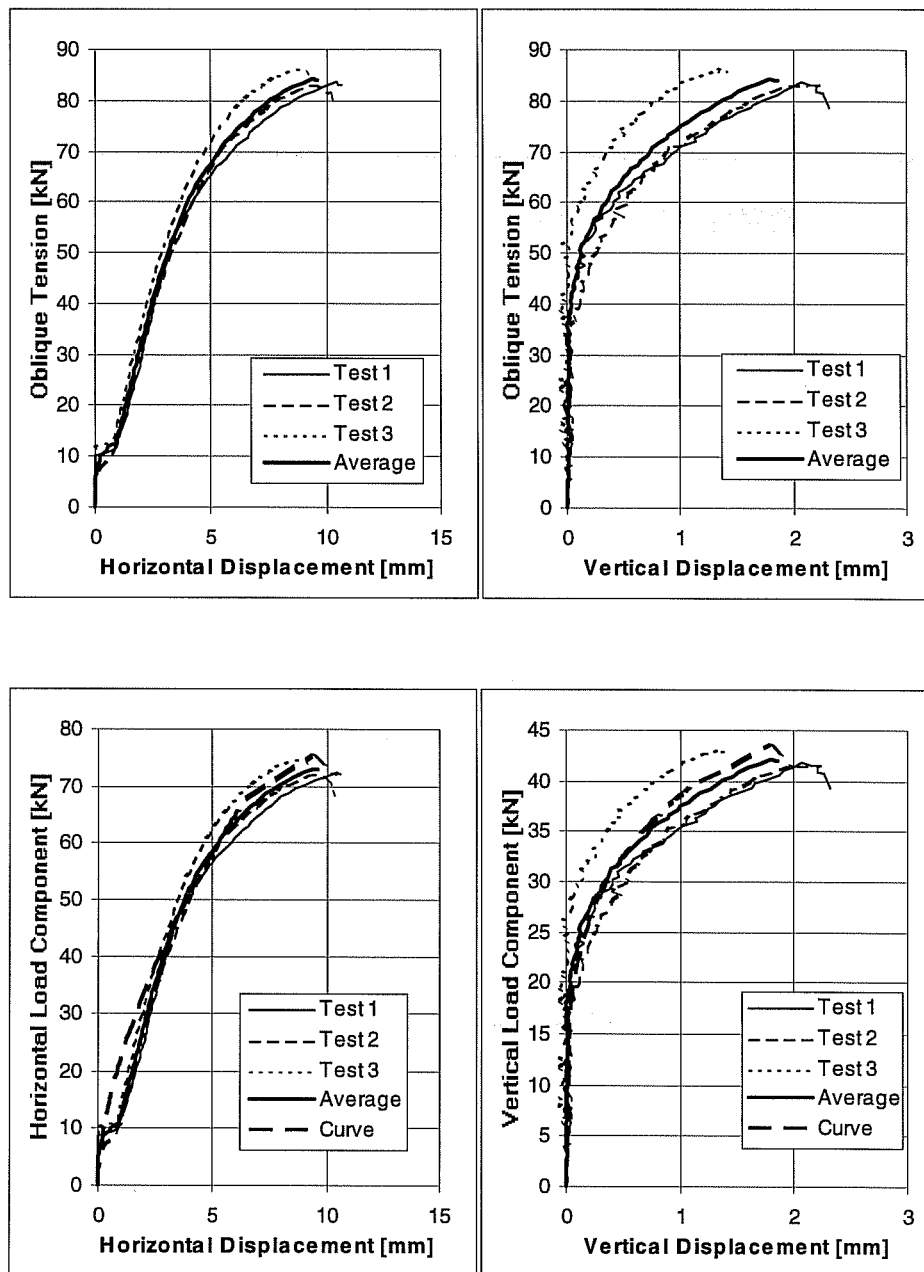 90
80
70
60
50
40
30
20
10
0
Oblique Tension [kN]
Test 1
Test 2
Test 3
Average
0 5 10 15
Horizontal Displacement [mm]
90
80
70
60
50
40
30
20
10
0
Oblique Tension [kN]
Test 1
Test 2
Test 3
Average
0 1 2 3
Vertical Displacement [mm]
80
70
60
50
40
30
20
10
0
Horizontal Load Component [kN]
Test 1
Test 2
Test 3
Average
Curve
0 5 10 15
Horizontal Displacement [mm]
45
40
35
30
25
20
15
10
5
0
Vertical Load Component [kN]
Test 1
Test 2
Test 3
Average
Curve
0 1 2 3
Vertical Displacement [mm]